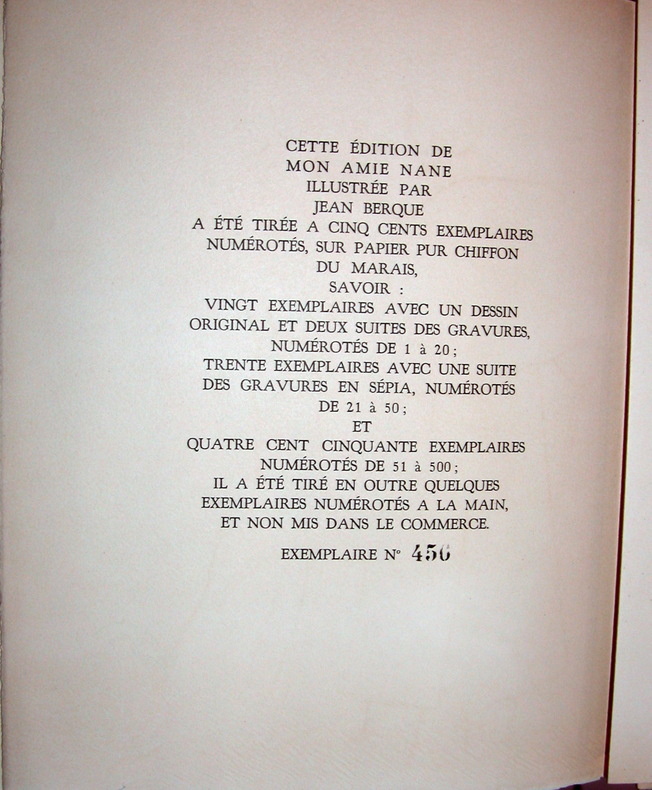 CETTE ÉDITION DE
MON AMIE NANE
ILLUSTRÉE PAR
JEAN BERQUE
A ÉTÉ TIRÉE A CINQ CENTS EXEMPLAIRES
NUMÉROTÉS, SUR PAPIER PUR CHIFFON
DU MARAIS,
SAVOIR :
VINGT EXEMPLAIRES AVEC UN DESSIN
ORIGINAL ET DEUX SUITES DES GRAVURES,
NUMÉROTÉS DE 1 à 20 ;
TRENTE EXEMPLAIRES AVEC UNE SUITE
DES GRAVURES EN SÉPIA, NUMÉROTÉS
DE 21 à 50 ;
ET
QUATRE CENT CINQUANTE EXEMPLAIRES
NUMÉROTÉS DE 51 à 500 ;
IL A ÉTÉ TIRÉ EN OUTRE QUELQUES
EXEMPLAIRES NUMÉROTÉS A LA MAIN,
ET NON MIS DANS LE COMMERCE.
EXEMPLAIRE Nº 456